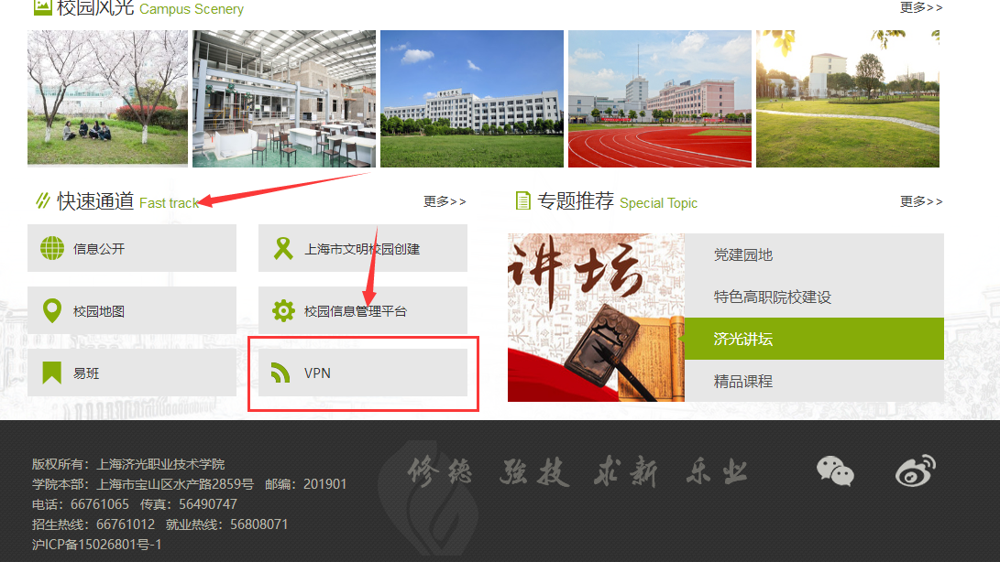 校园风光 Campus Scenery
更多>>
快速通道 Fast track
更多>>
信息公开
上海市文明校园创建
校园地图
校园信息管理平台
易班
VPN
专题推荐 Special Topic
更多>>
讲坛
党建园地
特色高职院校建设
济光讲坛
精品课程
版权所有：上海济光职业技术学院
学院本部：上海市宝山区水产路2859号 邮编：201901
电话：66761065 传真：56490747
招生热线：66761012 就业热线：56808071
沪ICP备15026801号-1
修德 強技 求新 乐业